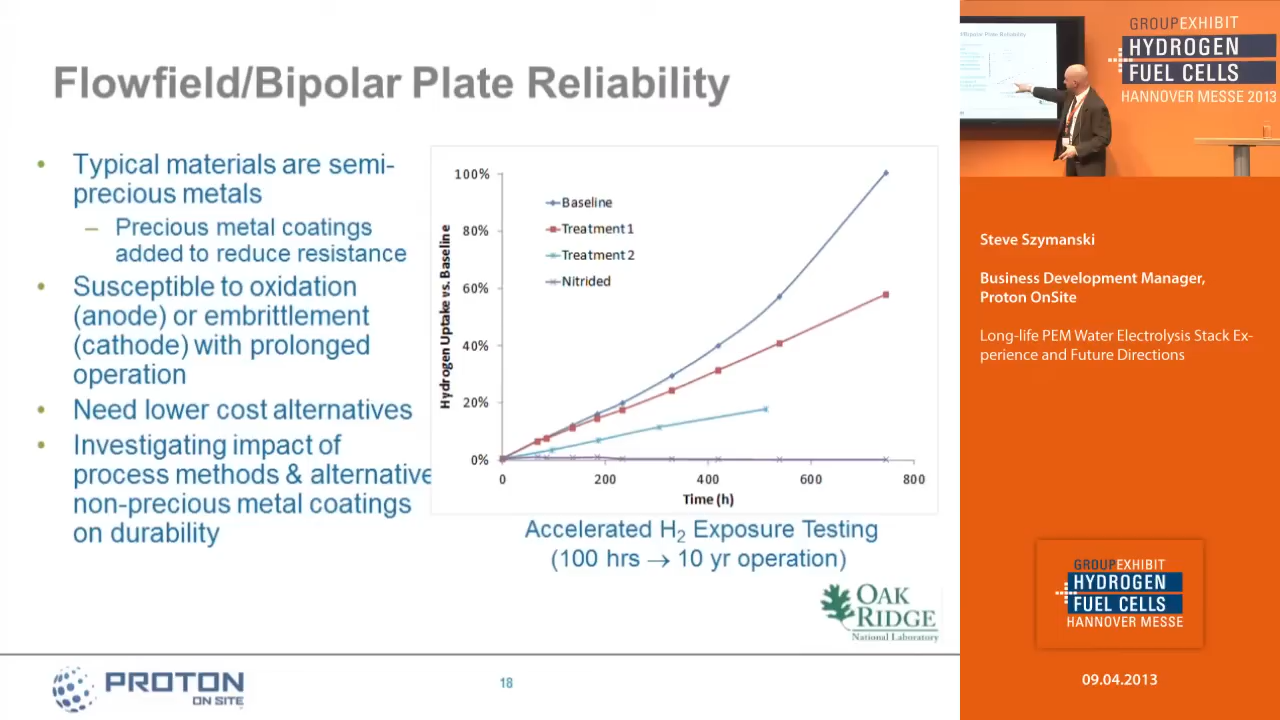 Flowfield/Bipolar Plate Reliability
• Typical materials are semi-
precious metals
– Precious metal coatings
added to reduce resistance
• Susceptible to oxidation
(anode) or embrittlement
(cathode) with prolonged
operation
• Need lower cost alternatives
• Investigating impact of
process methods & alternative
non-precious metal coatings
on durability
Hydrogen Uptake vs. Baseline
100%
80%
60%
40%
20%
0%
Baseline
Treatment 1
Treatment 2
Nitrided
0 200 400 600 800
Time (h)
Accelerated H2 Exposure Testing
(100 hrs → 10 yr operation)
OAK
RIDGE
National Laboratory
PROTON
ON SITE
18
GROUPEXHIBIT
HYDROGEN
FUEL CELLS
HANNOVER MESSE 2013
Steve Szymanski
Business Development Manager,
Proton OnSite
Long-life PEM Water Electrolysis Stack Ex-
perience and Future Directions
GROUPEXHIBIT
HYDROGEN
FUEL CELLS
HANNOVER MESSE
09.04.2013